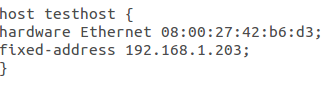 host testhost {
hardware Ethernet 08:00:27:42:b6:d3;
fixed-address 192.168.1.203;
}